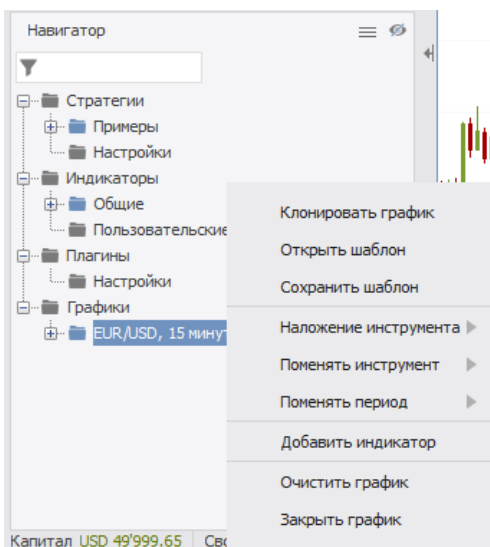 Навигатор
Стратегии
Примеры
Настройки
Индикаторы
Общие
Пользовательские
Плагины
Настройки
Графики
EUR/USD, 15 минут
Клонировать график
Открыть шаблон
Сохранить шаблон
Наложение инструмента
Поменять инструмент
Поменять период
Добавить индикатор
Очистить график
Закрыть график
Капитал USD 49'999.65